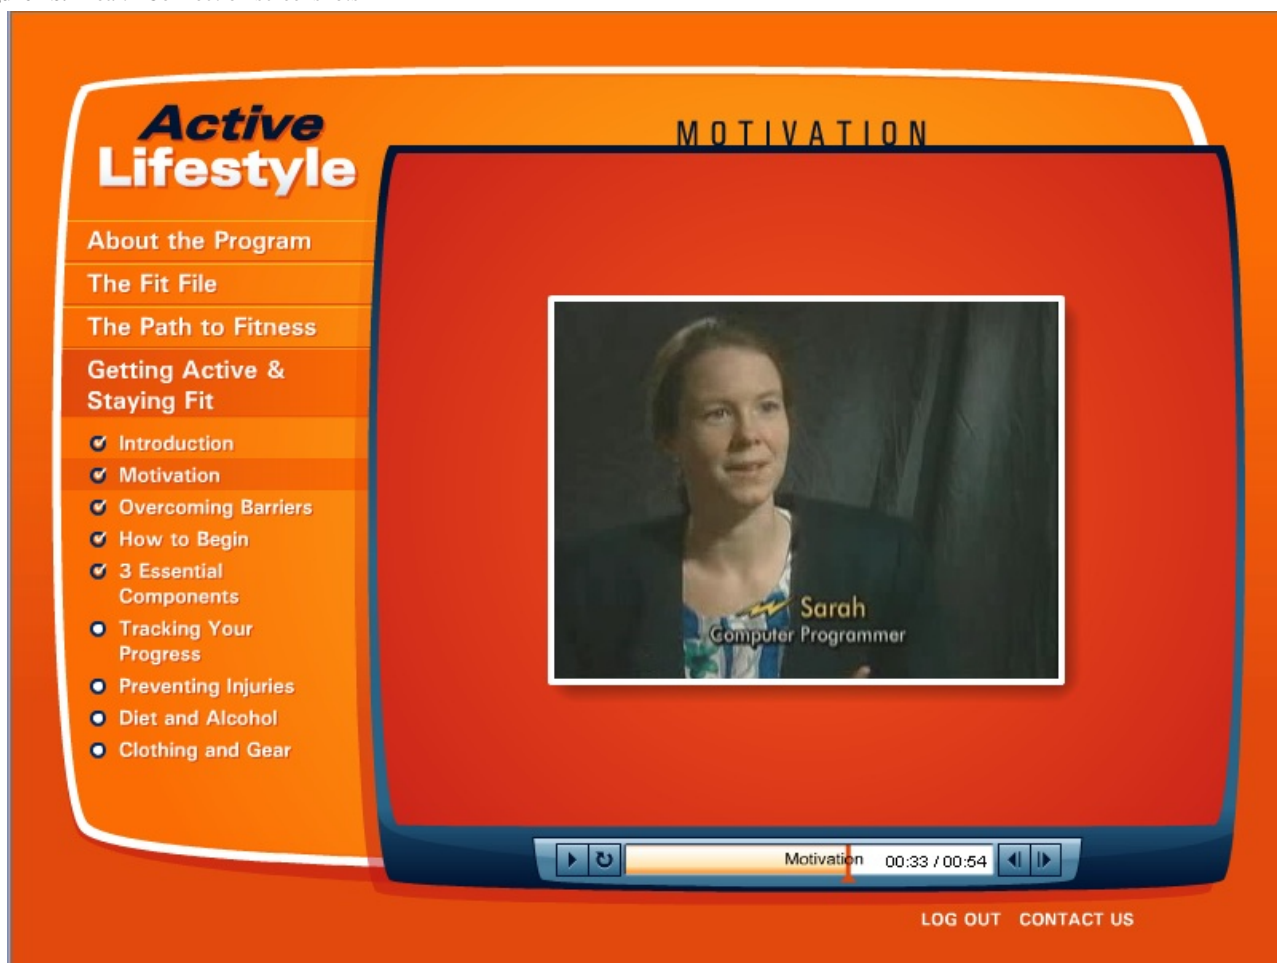 Active
Lifestyle
MOTIVATION
About the Program
The Fit File
The Path to Fitness
Getting Active &
Staying Fit
Introduction
Motivation
Overcoming Barriers
How to Begin
3 Essential
Components
Tracking Your
Progress
Preventing Injuries
Diet and Alcohol
Clothing and Gear
Sarah
Computer Programmer
Motivation 00:33 / 00:54
LOG OUT CONTACT US